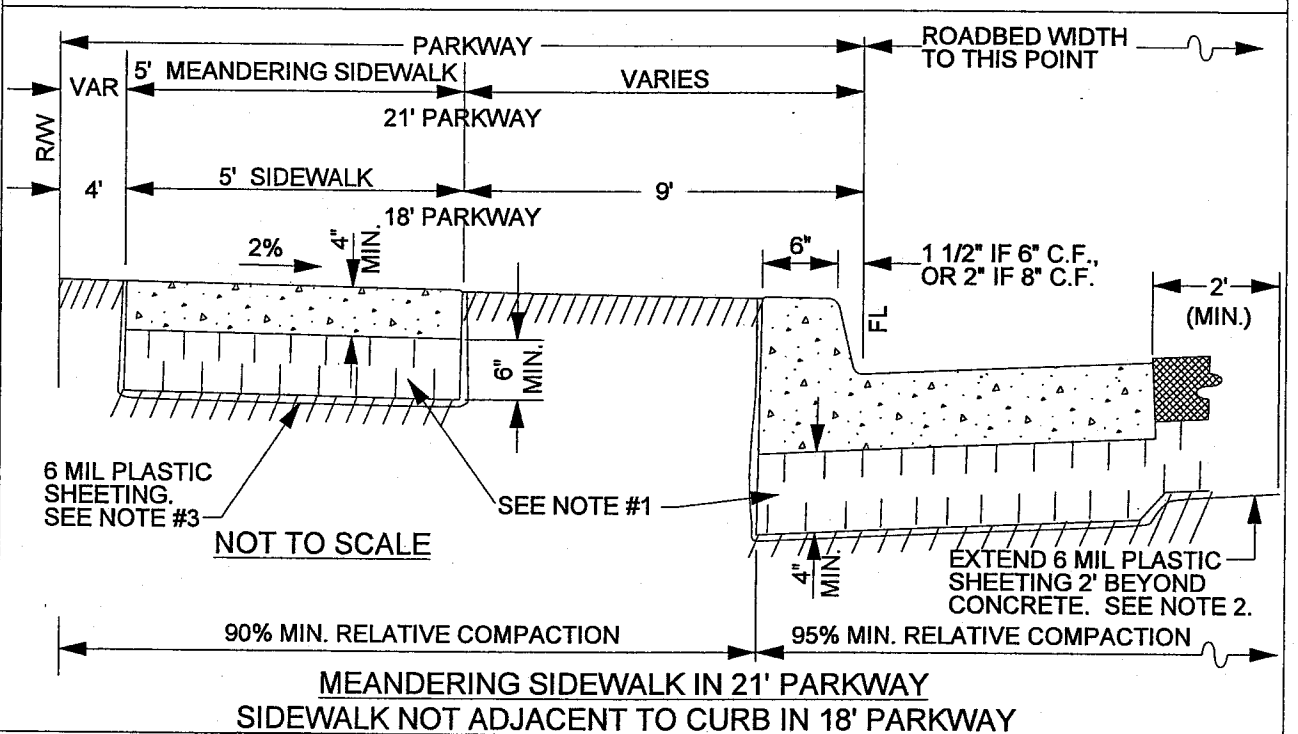 PARKWAY
ROADBED WIDTH
TO THIS POINT
VAR
5' MEANDERING SIDEWALK
VARIES
21' PARKWAY
R/W
4'
5' SIDEWALK
9'
18' PARKWAY
2%
4"
MIN.
6"
1 1/2" IF 6" C.F.,
OR 2" IF 8" C.F.
FL
2'
(MIN.)
6"
MIN.
6 MIL PLASTIC
SHEETING.
SEE NOTE #3
SEE NOTE #1
NOT TO SCALE
4"
MIN.
EXTEND 6 MIL PLASTIC
SHEETING 2' BEYOND
CONCRETE. SEE NOTE 2.
90% MIN. RELATIVE COMPACTION
95% MIN. RELATIVE COMPACTION
MEANDERING SIDEWALK IN 21' PARKWAY
SIDEWALK NOT ADJACENT TO CURB IN 18' PARKWAY